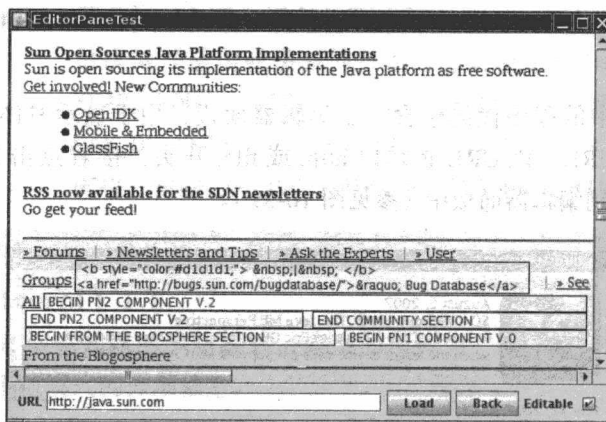 EditorPaneTest
Sun Open Sources Java Platform Implementations
Sun is open sourcing its implementation of the Java platform as free software.
Get involved! New Communities:
● OpenJDK
● Mobile & Embedded
● GlassFish
RSS now available for the SDN newsletters
Go get your feed!
» Forums | » Newsletters and Tips | » Ask the Experts | » User
<b style="color:#d1d1d1;"> &nbsp;|&nbsp; </b>
Groups <a href="http://bugs.sun.com/bugdatabase/">&raquo; Bug Database</a> | » See
All BEGIN PN2 COMPONENT V.2
END PN2 COMPONENT V.2 END COMMUNITY SECTION
BEGIN FROM THE BLOGSPHERE SECTION BEGIN PN1 COMPONENT V.0
From the Blogosphere
URL http://java.sun.com Load Back Editable